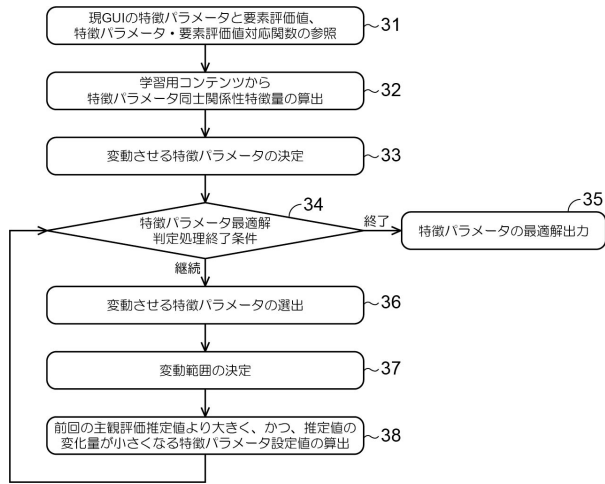 現GUIの特徴パラメータと要素評価値、
特徴パラメータ・要素評価値対応関数の参照
31
学習用コンテンツから
特徴パラメータ同士関係性特徴量の算出
32
変動させる特徴パラメータの決定
33
34
特徴パラメータ最適解
判定処理終了条件
終了
35
特徴パラメータの最適解出力
継続
変動させる特徴パラメータの選出
36
変動範囲の決定
37
前回の主観評価推定値より大きく、かつ、推定値の
変化量が小さくなる特徴パラメータ設定値の算出
38